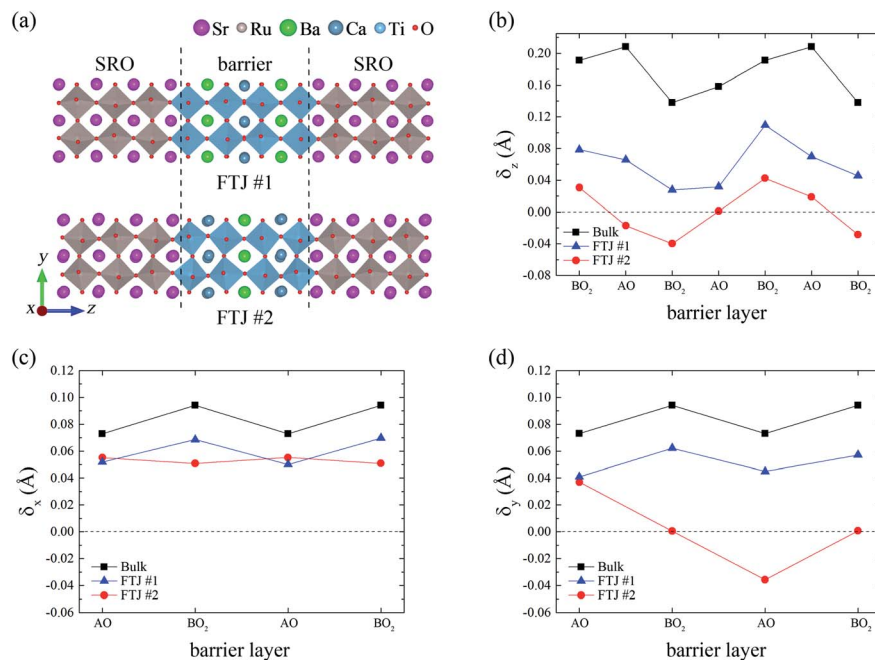 (a)
Sr Ru Ba Ca Ti O
SRO barrier SRO
FTJ #1
y
x z
FTJ #2
(b)
δz (Å)
0.20
0.16
0.12
0.08
0.04
0.00
-0.04
-0.08
Bulk
FTJ #1
FTJ #2
BO2 AO BO2 AO BO2 AO BO2
barrier layer
(c)
δx (Å)
0.12
0.10
0.08
0.06
0.04
0.02
0.00
-0.02
-0.04
-0.06
Bulk
FTJ #1
FTJ #2
AO BO2 AO BO2
barrier layer
(d)
δy (Å)
0.12
0.10
0.08
0.06
0.04
0.02
0.00
-0.02
-0.04
-0.06
Bulk
FTJ #1
FTJ #2
AO BO2 AO BO2
barrier layer